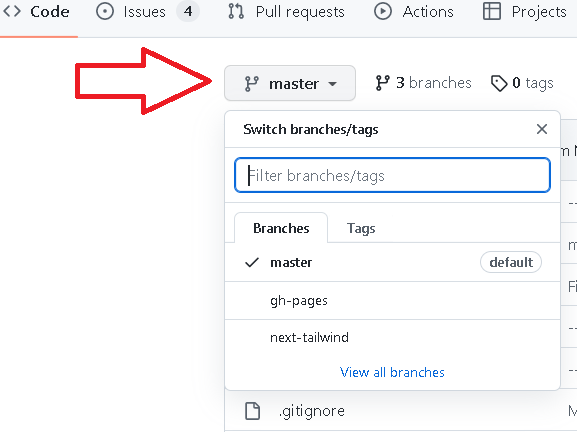 Code Issues 4 Pull requests Actions Projects
master 3 branches 0 tags
Switch branches/tags
Filter branches/tags
Branches Tags
master default
gh-pages
next-tailwind
View all branches
.gitignore